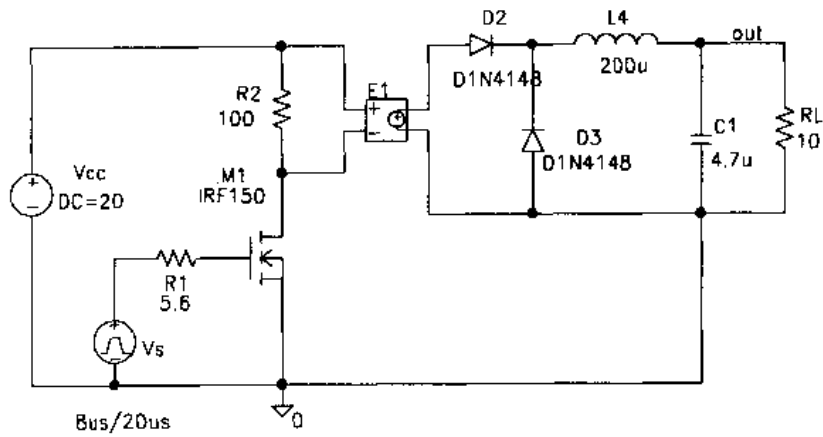 D2
L4
out
E1
D1N4148
200u
R2
100
RL
10
C1
4.7u
D3
D1N4148
M1
IRF150
Vcc
DC=20
R1
5.6
Vs
8us/20us
0